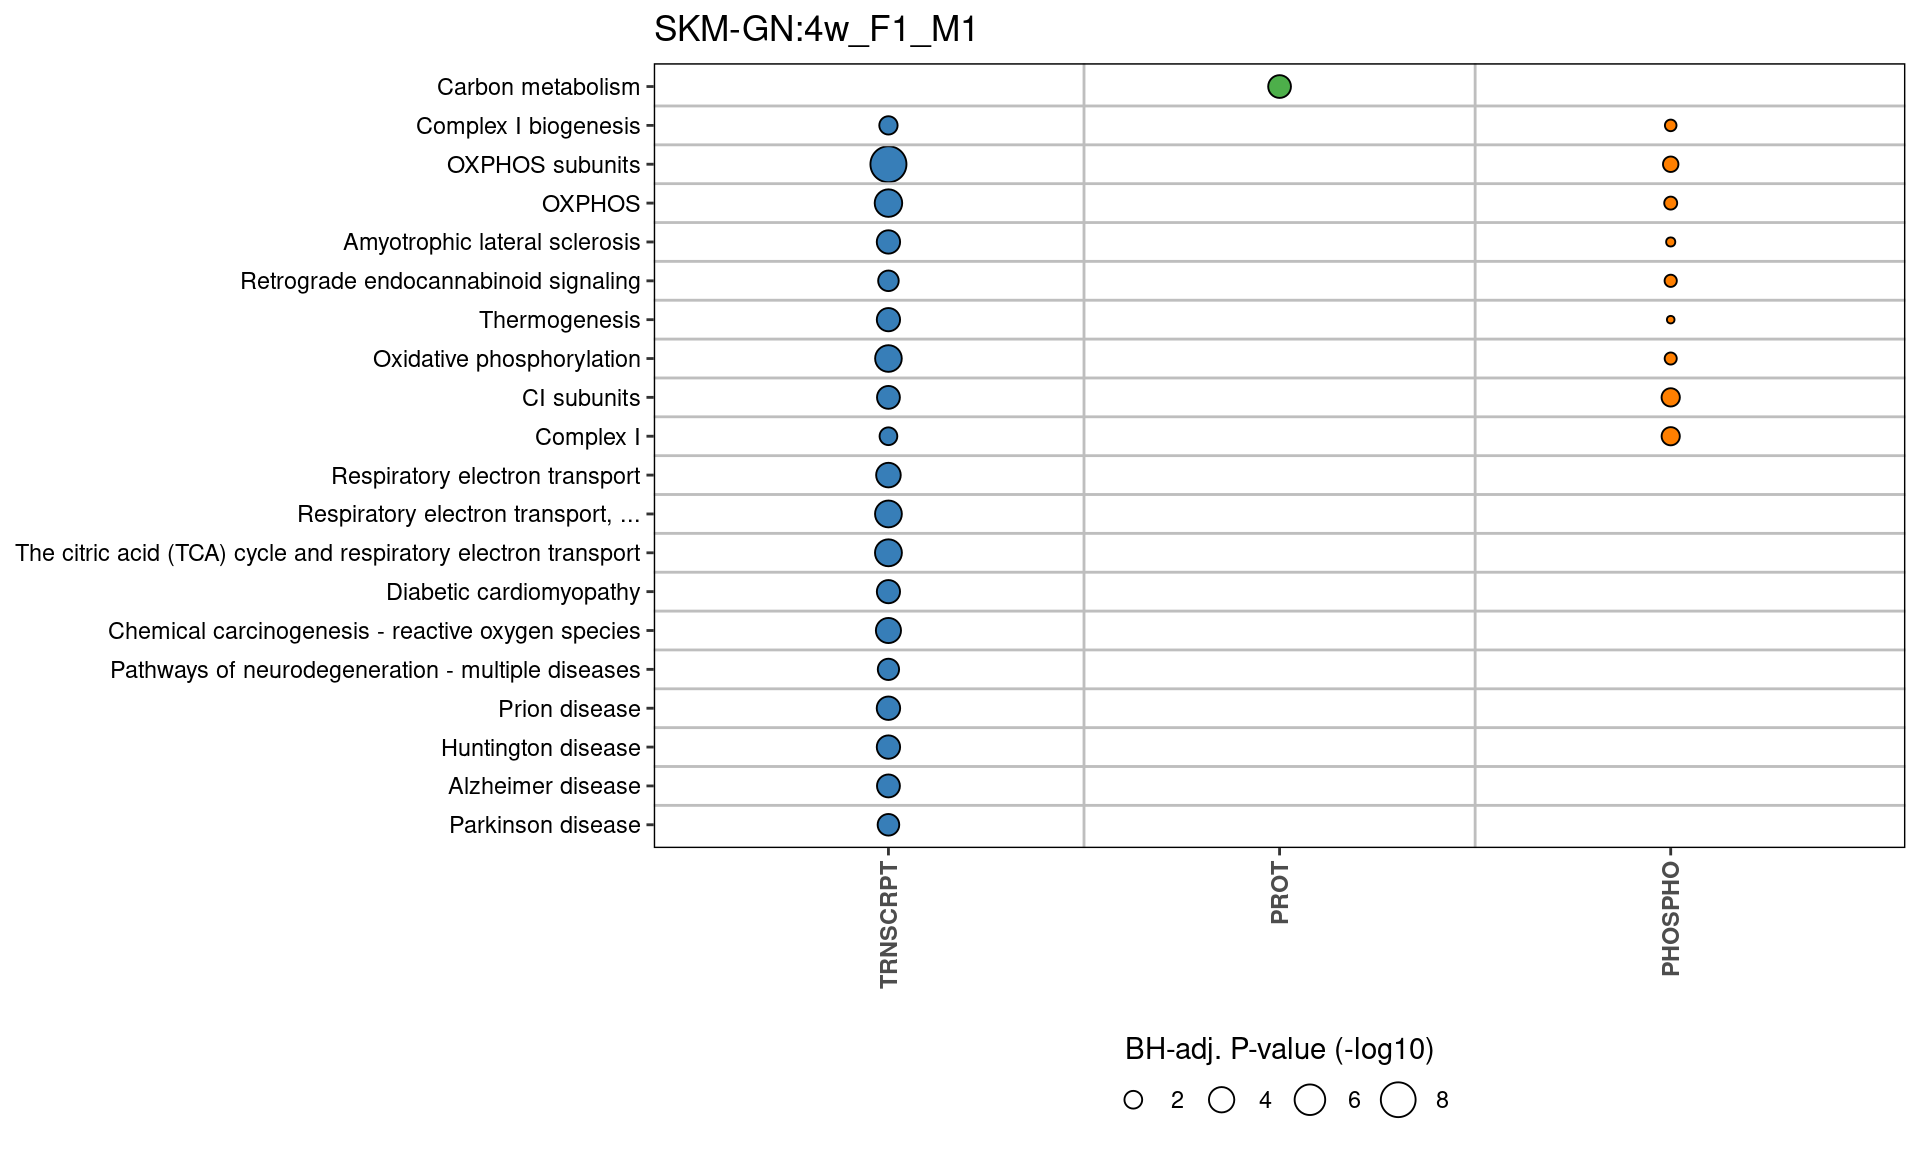 SKM-GN:4w_F1_M1
Carbon metabolism
Complex I biogenesis
OXPHOS subunits
OXPHOS
Amyotrophic lateral sclerosis
Retrograde endocannabinoid signaling
Thermogenesis
Oxidative phosphorylation
CI subunits
Complex I
Respiratory electron transport
Respiratory electron transport, ...
The citric acid (TCA) cycle and respiratory electron transport
Diabetic cardiomyopathy
Chemical carcinogenesis - reactive oxygen species
Pathways of neurodegeneration - multiple diseases
Prion disease
Huntington disease
Alzheimer disease
Parkinson disease
TRNSCRPT
PROT
PHOSPHO
BH-adj. P-value (-log10)
2 4 6 8